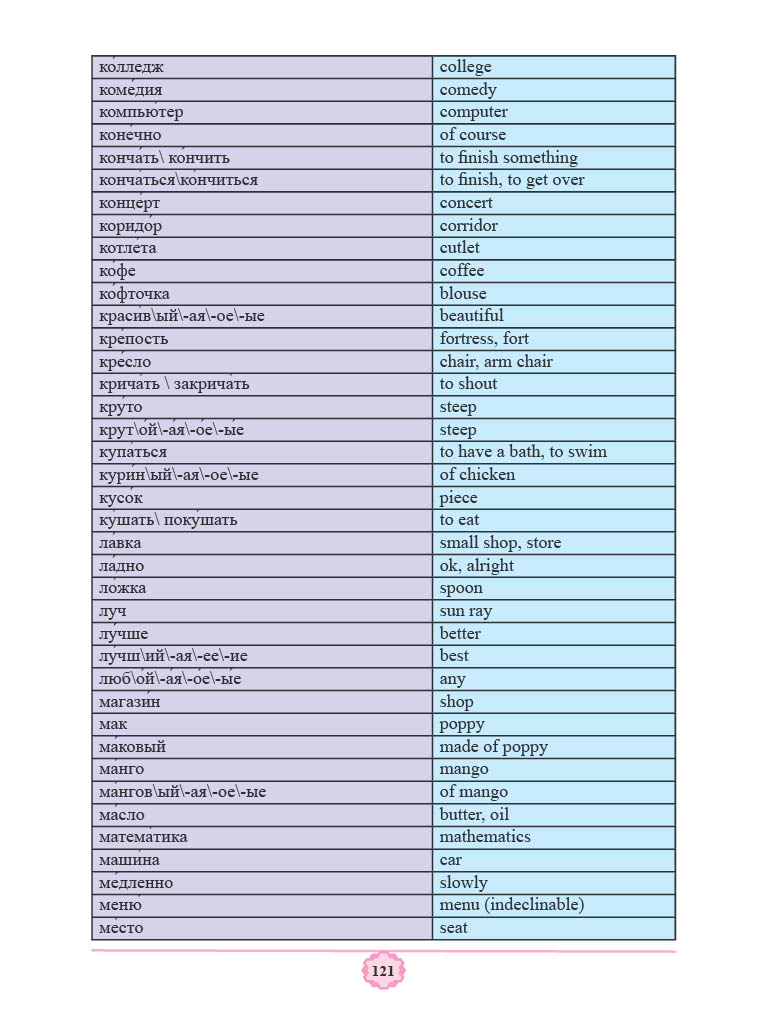 ко́лледж college
коме́дия comedy
компью́тер computer
коне́чно of course
конча́ть\ ко́нчить to finish something
конча́ться\ко́нчиться to finish, to get over
конце́рт concert
коридо́р corridor
котле́та cutlet
ко́фе coffee
ко́фточка blouse
краси́в\ый\-ая\-ое\-ые beautiful
кре́пость fortress, fort
кре́сло chair, arm chair
крича́ть \ закрича́ть to shout
кру́то steep
крут\о́й\-а́я\-о́е\-ы́е steep
купа́ться to have a bath, to swim
кури́н\ый\-ая\-ое\-ые of chicken
кусо́к piece
ку́шать\ поку́шать to eat
ла́вка small shop, store
ла́дно ok, alright
ло́жка spoon
луч sun ray
лу́чше better
лу́чш\ий\-ая\-ее\-ие best
люб\о́й\-а́я\-о́е\-ы́е any
магази́н shop
мак poppy
ма́ковый made of poppy
ма́нго mango
ма́нгов\ый\-ая\-ое\-ые of mango
ма́сло butter, oil
матема́тика mathematics
маши́на car
ме́дленно slowly
меню́ menu (indeclinable)
ме́сто seat
121